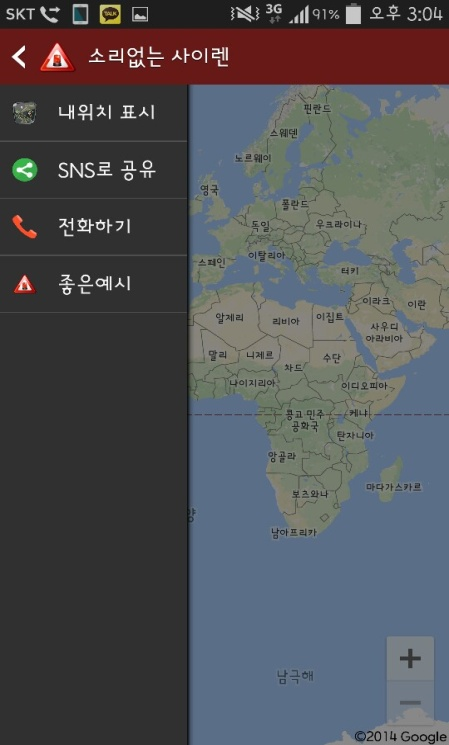 SKT TALK 3G 91% 오후 3:04
소리없는 사이렌
내위치 표시
SNS로 공유
전화하기
좋은예시
핀란드
스웨덴
노르웨이
영국
폴란드
독일
우크라이나
이탈리아
스페인
터키
이라크
이란
알제리
리비아
이집트
사우디
아라비아
말리
니제르
수단
차드
나이지리아
이디오피아
콩고 민주
공화국
케냐
탄자니아
앙골라
보츠와나
마다가스카르
양
남아프리카
남극해
©2014 Google